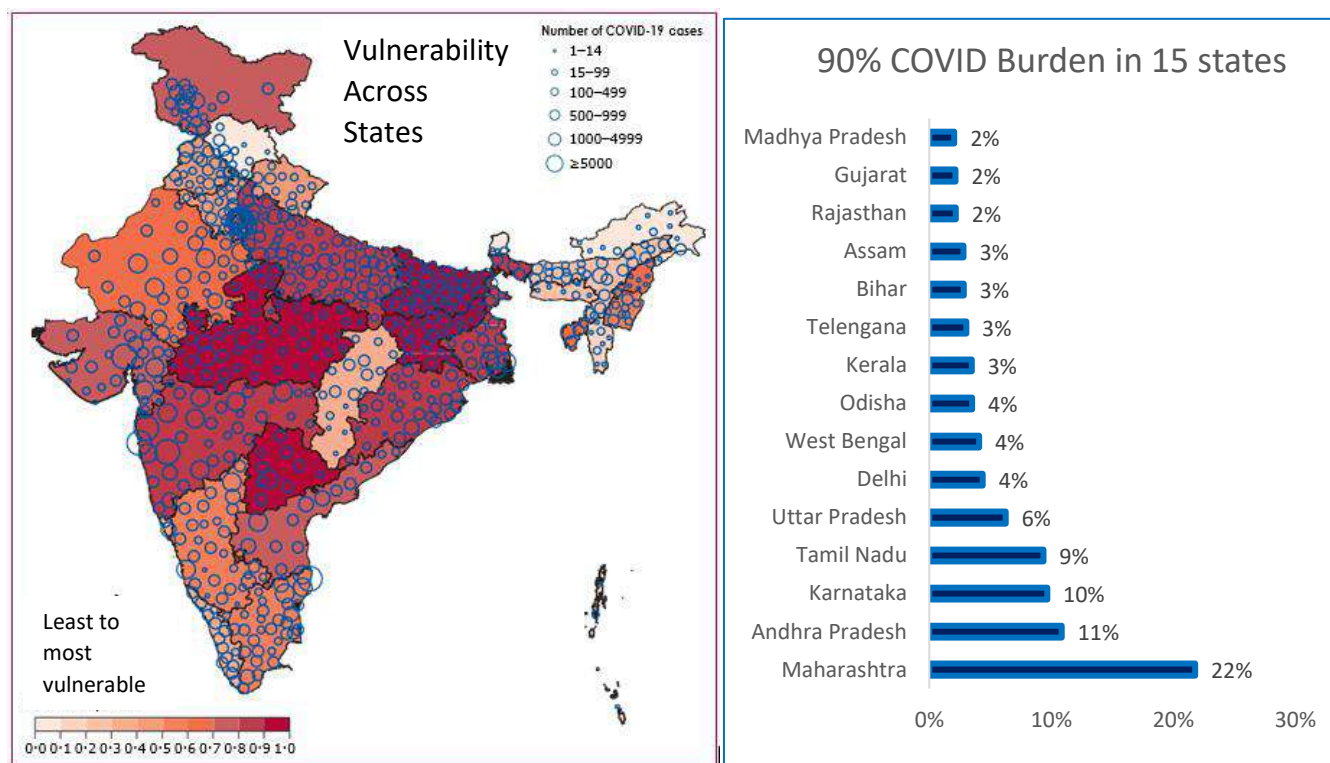 Vulnerability
Across
States
Number of COVID-19 cases
1–14
15–99
100–499
500–999
1000–4999
≥5000
Least to
most
vulnerable
0·0 0·1 0·2 0·3 0·4 0·5 0·6 0·7 0·8 0·9 1·0
90% COVID Burden in 15 states
Madhya Pradesh 2%
Gujarat 2%
Rajasthan 2%
Assam 3%
Bihar 3%
Telengana 3%
Kerala 3%
Odisha 4%
West Bengal 4%
Delhi 4%
Uttar Pradesh 6%
Tamil Nadu 9%
Karnataka 10%
Andhra Pradesh 11%
Maharashtra 22%
0% 10% 20% 30%